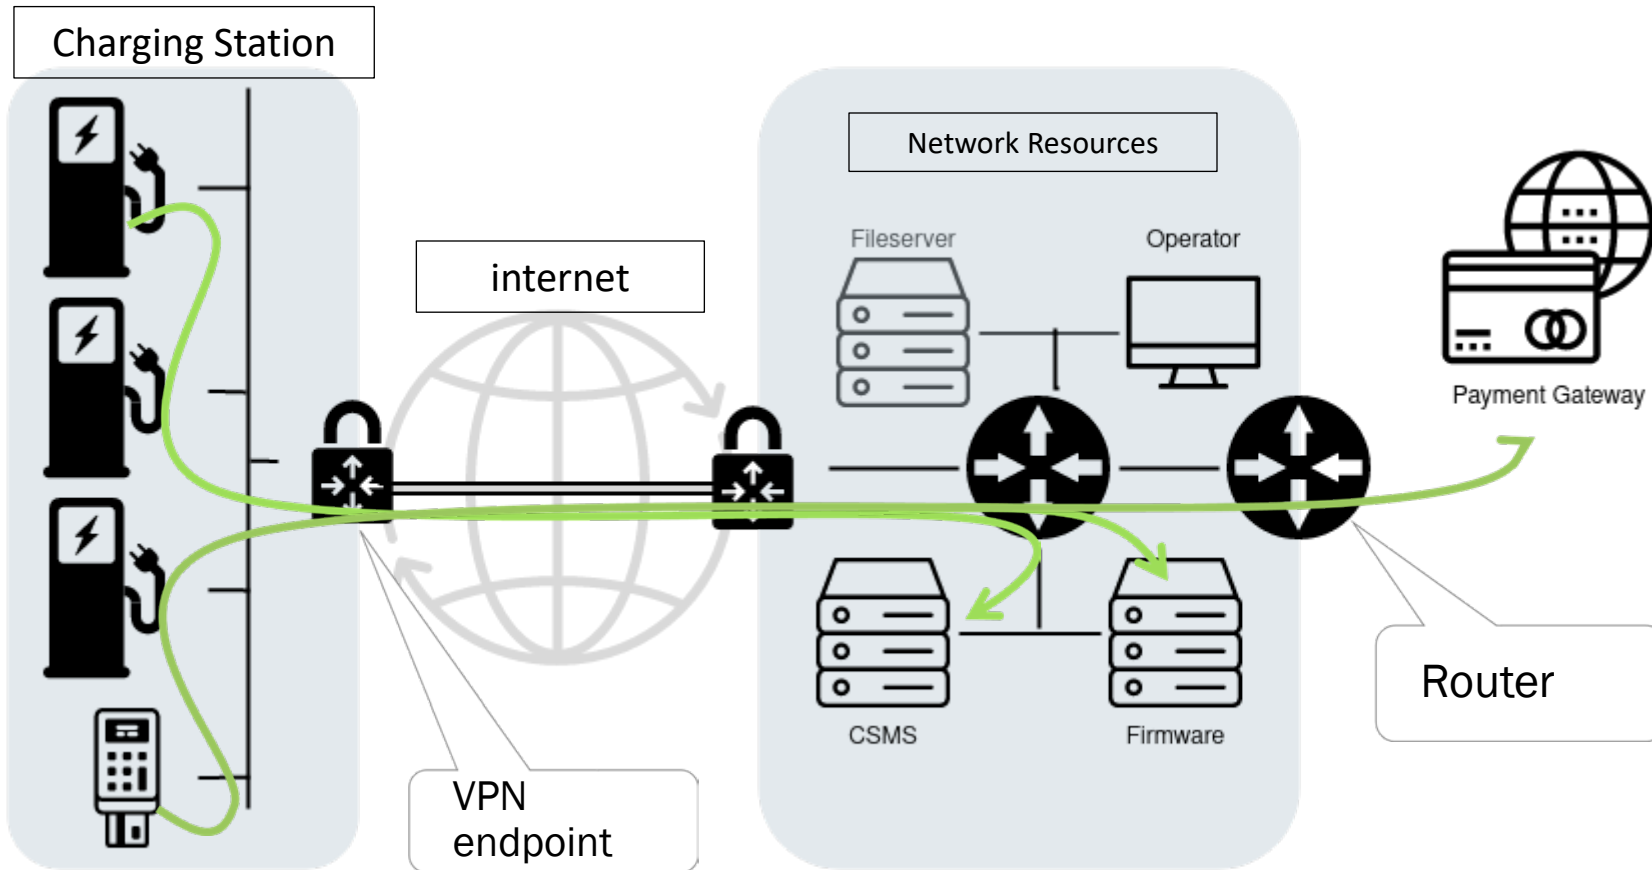 Charging Station
Network Resources
Fileserver
Operator
internet
Payment Gateway
CSMS
Firmware
Router
VPN
endpoint